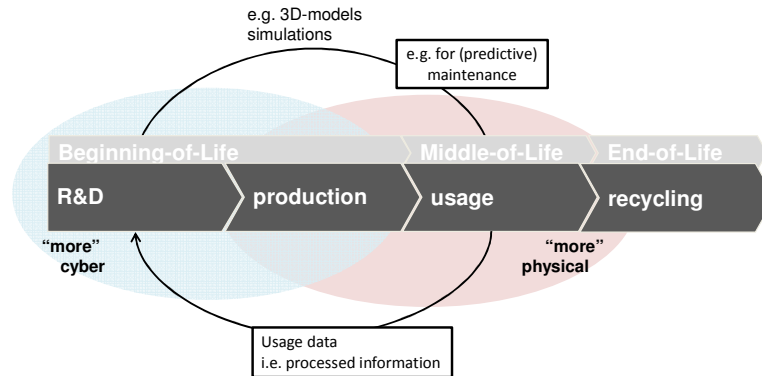 e.g. 3D-models
simulations
e.g. for (predictive)
maintenance
Beginning-of-Life
Middle-of-Life
End-of-Life
R&D
production
usage
recycling
“more”
cyber
“more”
physical
Usage data
i.e. processed information